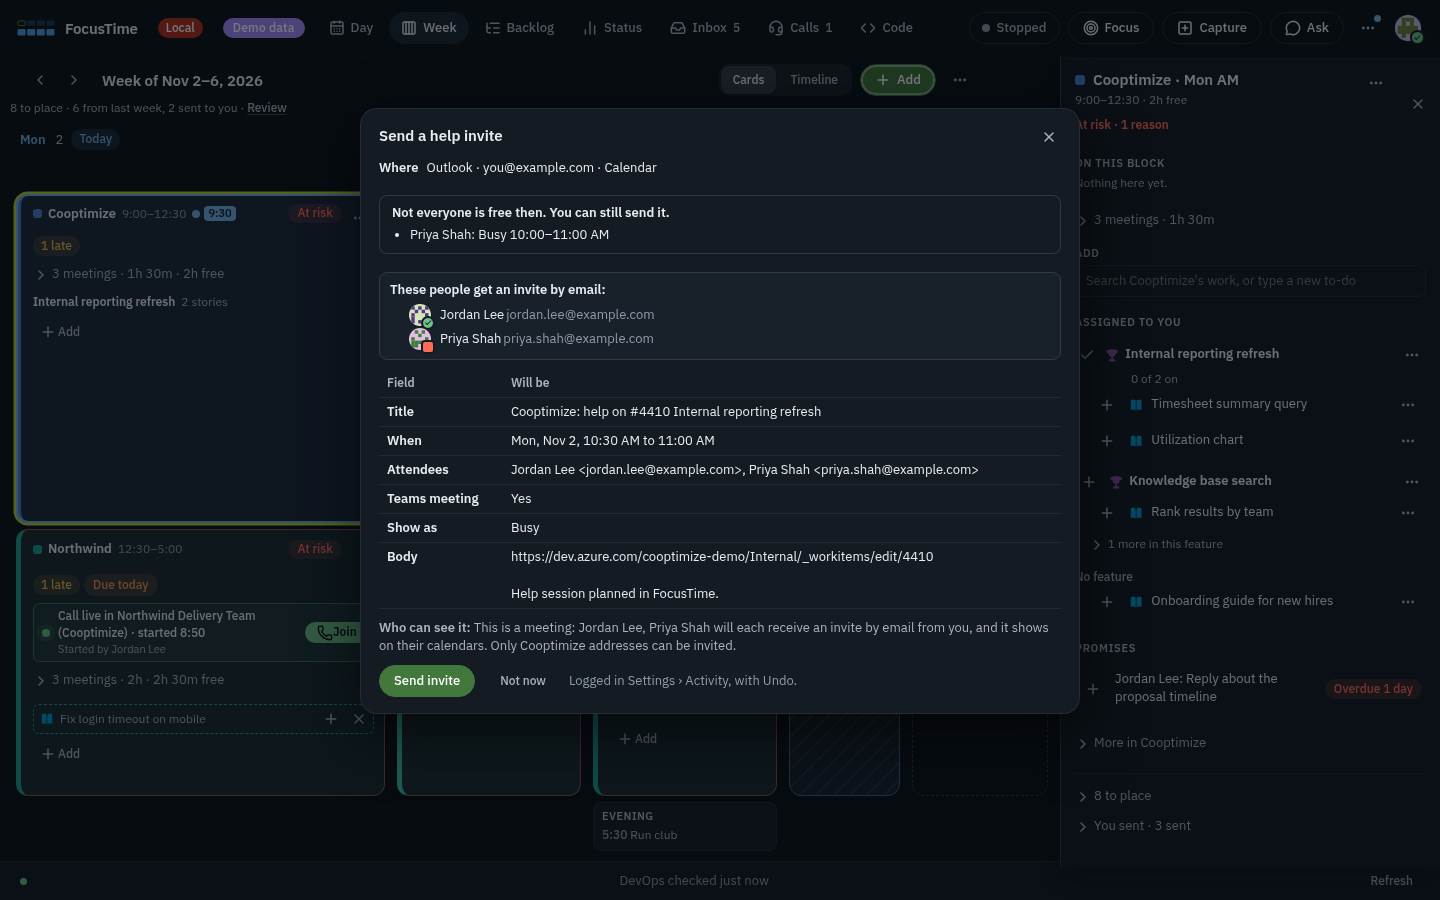 FocusTime
Local
Demo data
Day
Week
Backlog
Status
Inbox 5
Calls 1
Code
Stopped
Focus
Capture
Ask
Week of Nov 2–6, 2026
Cards
Timeline
Add
8 to place · 6 from last week, 2 sent to you · Review
Mon 2 Today
Cooptimize 9:00–12:30 9:30 At risk
1 late
3 meetings · 1h 30m · 2h free
Internal reporting refresh 2 stories
Add
Northwind 12:30–5:00 At risk
1 late Due today
Call live in Northwind Delivery Team
(Cooptimize) · started 8:50
Started by Jordan Lee
Join
3 meetings · 2h · 2h 30m free
Fix login timeout on mobile
Add
Add
EVENING
5:30 Run club
Send a help invite
Where Outlook · you@example.com · Calendar
Not everyone is free then. You can still send it.
• Priya Shah: Busy 10:00–11:00 AM
These people get an invite by email:
Jordan Lee jordan.lee@example.com
Priya Shah priya.shah@example.com
Field Will be
Title Cooptimize: help on #4410 Internal reporting refresh
When Mon, Nov 2, 10:30 AM to 11:00 AM
Attendees Jordan Lee <jordan.lee@example.com>, Priya Shah <priya.shah@example.com>
Teams meeting Yes
Show as Busy
Body https://dev.azure.com/cooptimize-demo/Internal/_workitems/edit/4410
Help session planned in FocusTime.
Who can see it: This is a meeting: Jordan Lee, Priya Shah will each receive an invite by email from you, and it shows
on their calendars. Only Cooptimize addresses can be invited.
Send invite Not now Logged in Settings › Activity, with Undo.
Cooptimize · Mon AM
9:00–12:30 · 2h free
At risk · 1 reason
ON THIS BLOCK
Nothing here yet.
3 meetings · 1h 30m
ADD
Search Cooptimize's work, or type a new to-do
ASSIGNED TO YOU
Internal reporting refresh
0 of 2 on
Timesheet summary query
Utilization chart
Knowledge base search
Rank results by team
1 more in this feature
No feature
Onboarding guide for new hires
PROMISES
Jordan Lee: Reply about the
proposal timeline
Overdue 1 day
More in Cooptimize
8 to place
You sent · 3 sent
DevOps checked just now
Refresh